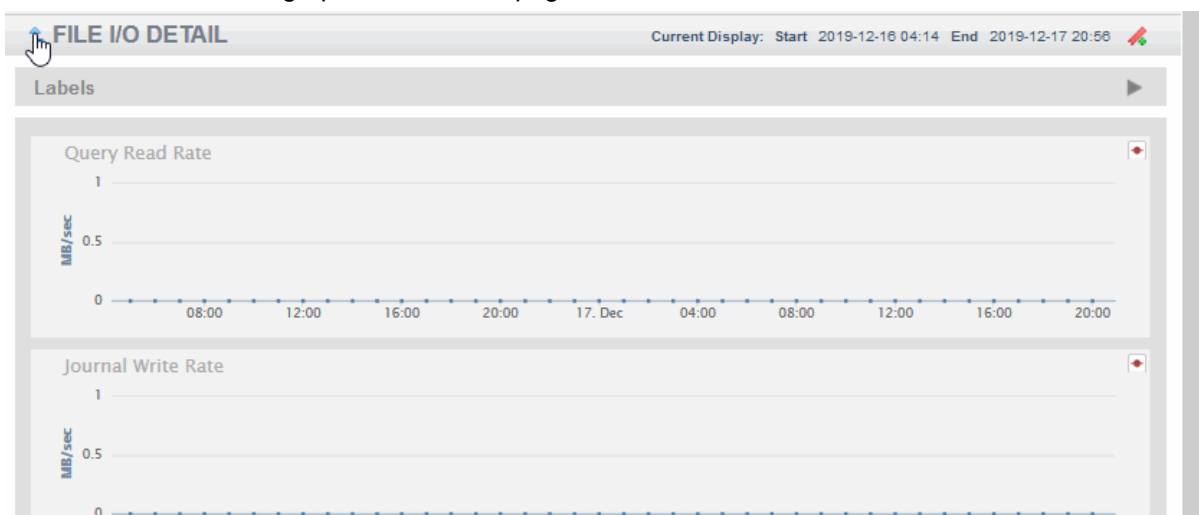 FILE I/O DETAIL
Current Display: Start 2019-12-16 04:14 End 2019-12-17 20:56
Labels
Query Read Rate
1
MB/sec
0.5
0
08:00 12:00 16:00 20:00 17. Dec 04:00 08:00 12:00 16:00 20:00
Journal Write Rate
1
MB/sec
0.5
0